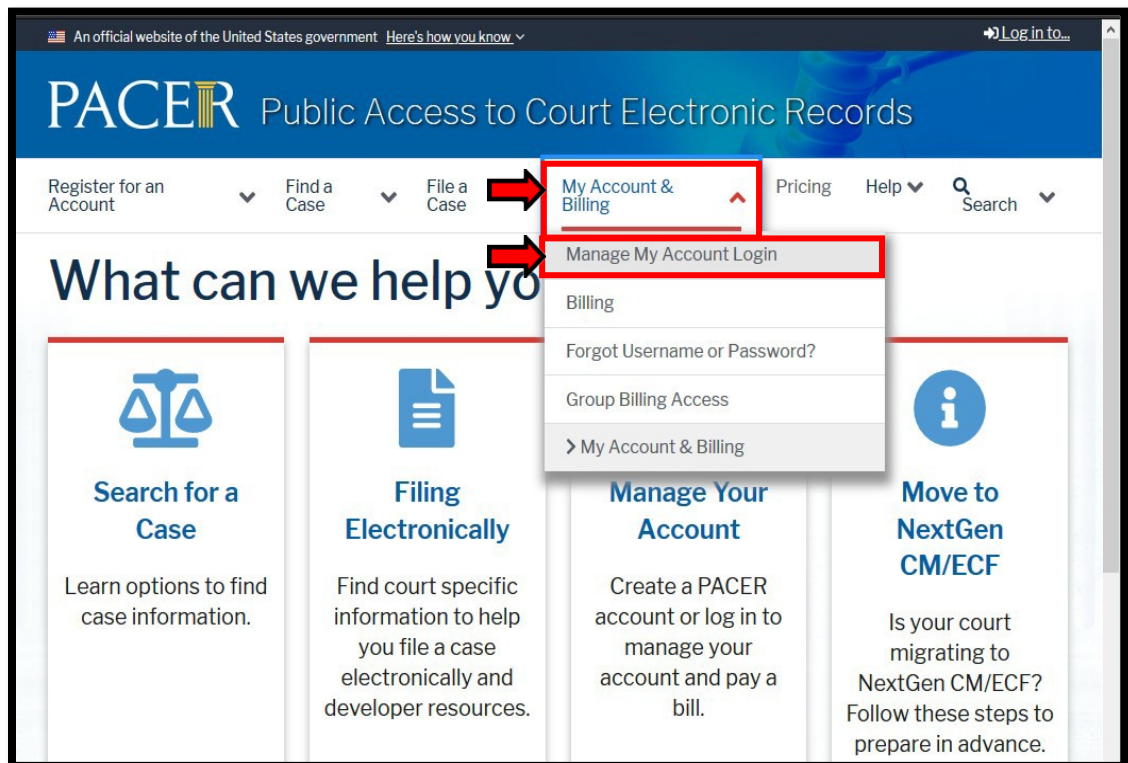 An official website of the United States government Here's how you know
Log in to...
PACER Public Access to Court Electronic Records
Register for an
Account
Find a
Case
File a
Case
My Account &
Billing
Pricing
Help
Search
What can we help yo
Manage My Account Login
Billing
Forgot Username or Password?
Group Billing Access
My Account & Billing
Search for a
Case
Learn options to find
case information.
Filing
Electronically
Find court specific
information to help
you file a case
electronically and
developer resources.
Manage Your
Account
Create a PACER
account or log in to
manage your
account and pay a
bill.
Move to
NextGen
CM/ECF
Is your court
migrating to
NextGen CM/ECF?
Follow these steps to
prepare in advance.